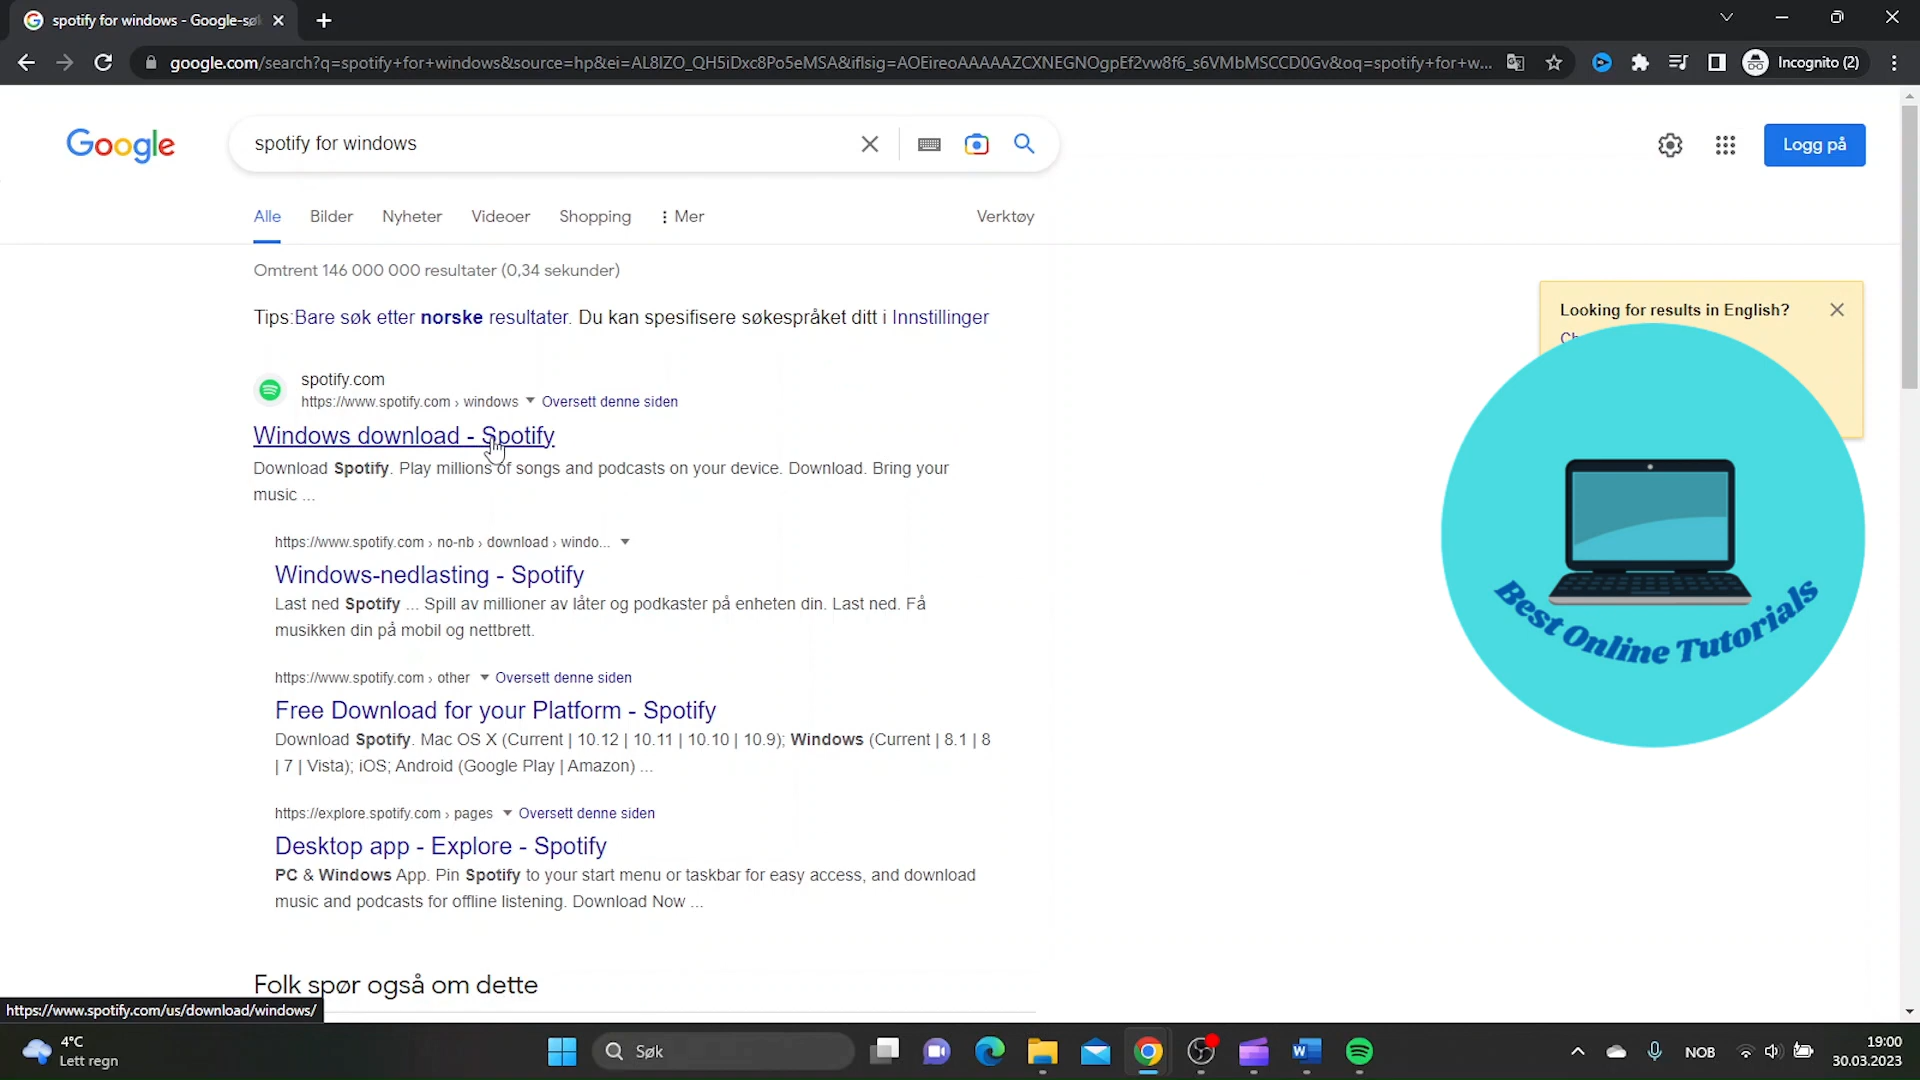 spotify for windows - Google-sø
google.com/search?q=spotify+for+windows&source=hp&ei=AL8IZO_QH5iDxc8Po5eMSA&iflsig=AOEireoAAAAAZCXNEGNOgpEf2vw8f6_s6VMbMSCCD0Gv&oq=spotify+for+w...
Incognito (2)
Google
spotify for windows
Logg på
Alle Bilder Nyheter Videoer Shopping Mer Verktøy
Omtrent 146 000 000 resultater (0,34 sekunder)
Tips:Bare søk etter norske resultater. Du kan spesifisere søkespråket ditt i Innstillinger
Looking for results in English?
spotify.com
https://www.spotify.com › windows Oversett denne siden
Windows download - Spotify
Download Spotify. Play millions of songs and podcasts on your device. Download. Bring your
music ...
https://www.spotify.com › no-nb › download › windo...
Windows-nedlasting - Spotify
Last ned Spotify ... Spill av millioner av låter og podkaster på enheten din. Last ned. Få
musikken din på mobil og nettbrett.
https://www.spotify.com › other Oversett denne siden
Free Download for your Platform - Spotify
Download Spotify. Mac OS X (Current | 10.12 | 10.11 | 10.10 | 10.9); Windows (Current | 8.1 | 8
| 7 | Vista); iOS; Android (Google Play | Amazon) ...
https://explore.spotify.com › pages Oversett denne siden
Desktop app - Explore - Spotify
PC & Windows App. Pin Spotify to your start menu or taskbar for easy access, and download
music and podcasts for offline listening. Download Now ...
Best Online Tutorials
Folk spør også om dette
https://www.spotify.com/us/download/windows/
4°C
Lett regn
Søk
NOB
19:00
30.03.2023